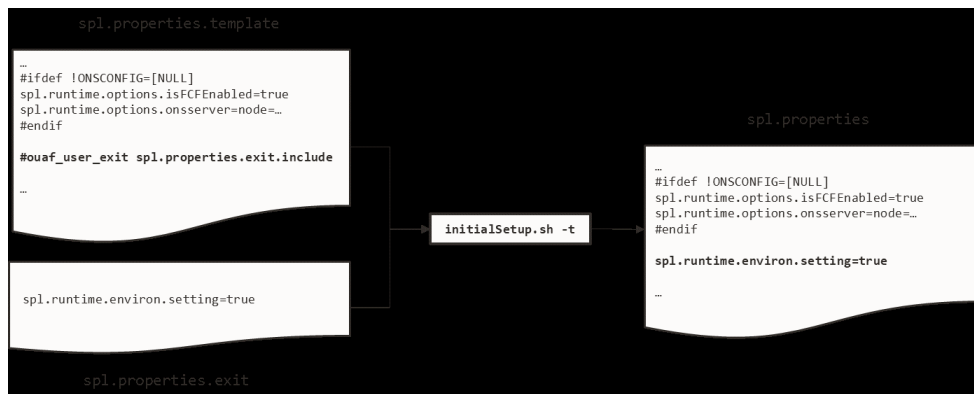 spl.properties.template
…
#ifdef !ONSCONFIG=[NULL]
spl.runtime.options.isFCFEnabled=true
spl.runtime.options.onsserver=node=…
#endif
#ouaf_user_exit spl.properties.exit.include
…
spl.runtime.environ.setting=true
spl.properties.exit
initialSetup.sh -t
spl.properties
…
#ifdef !ONSCONFIG=[NULL]
spl.runtime.options.isFCFEnabled=true
spl.runtime.options.onsserver=node=…
#endif
spl.runtime.environ.setting=true
…